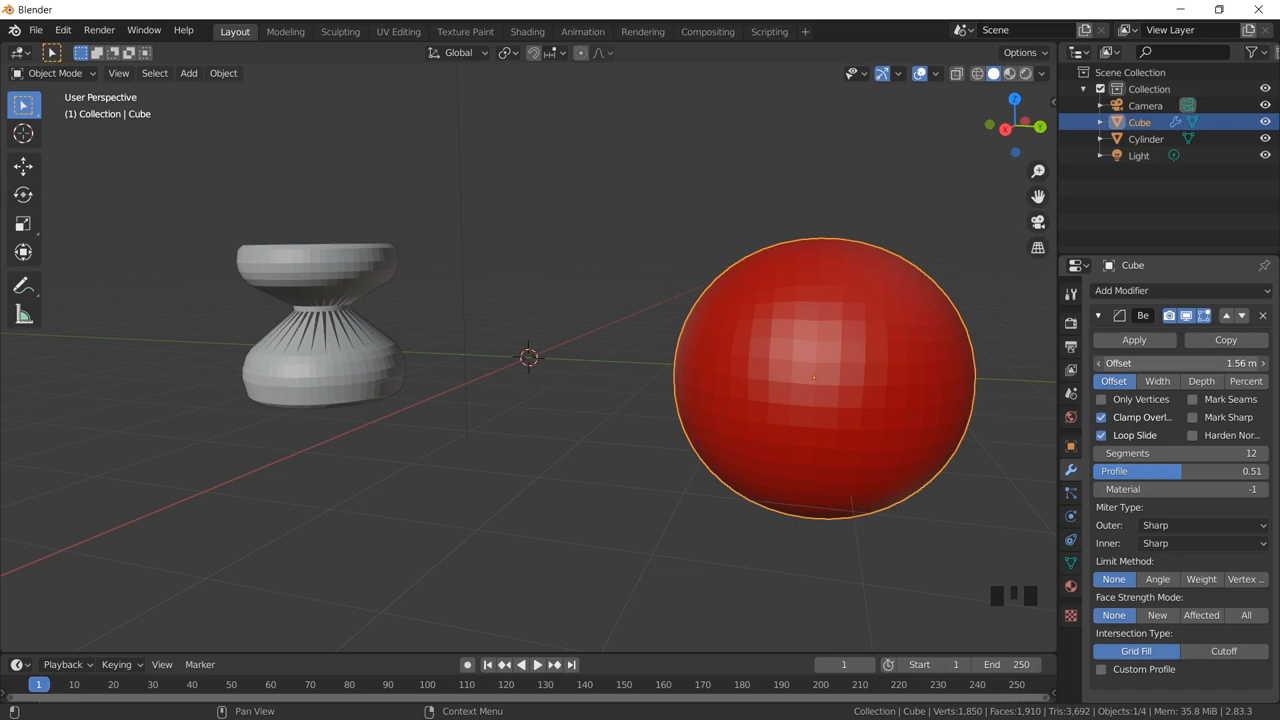 Blender
File Edit Render Window Help Layout Modeling Sculpting UV Editing Texture Paint Shading Animation Rendering Compositing Scripting + Scene View Layer
Global Options
Object Mode View Select Add Object
User Perspective
(1) Collection | Cube
Z
X
Y
Scene Collection
Collection
Camera
Cube
Cylinder
Light
Cube
Add Modifier
Be
Apply Copy
Offset 1.56 m
Offset Width Depth Percent
Only Vertices Mark Seams
Clamp Overl... Mark Sharp
Loop Slide Harden Nor...
Segments 12
Profile 0.51
Material -1
Miter Type:
Outer: Sharp
Inner: Sharp
Limit Method:
None Angle Weight Vertex ...
Face Strength Mode:
None New Affected All
Intersection Type:
Grid Fill Cutoff
Custom Profile
Playback Keying View Marker 1 Start 1 End 250
1 10 20 30 40 50 60 70 80 90 100 110 120 130 140 150 160 170 180 190 200 210 220 230 240 250
Pan View Context Menu Collection | Cube | Verts:1,850 | Faces:1,910 | Tris:3,692 | Objects:1/4 | Mem: 35.8 MiB | 2.83.3